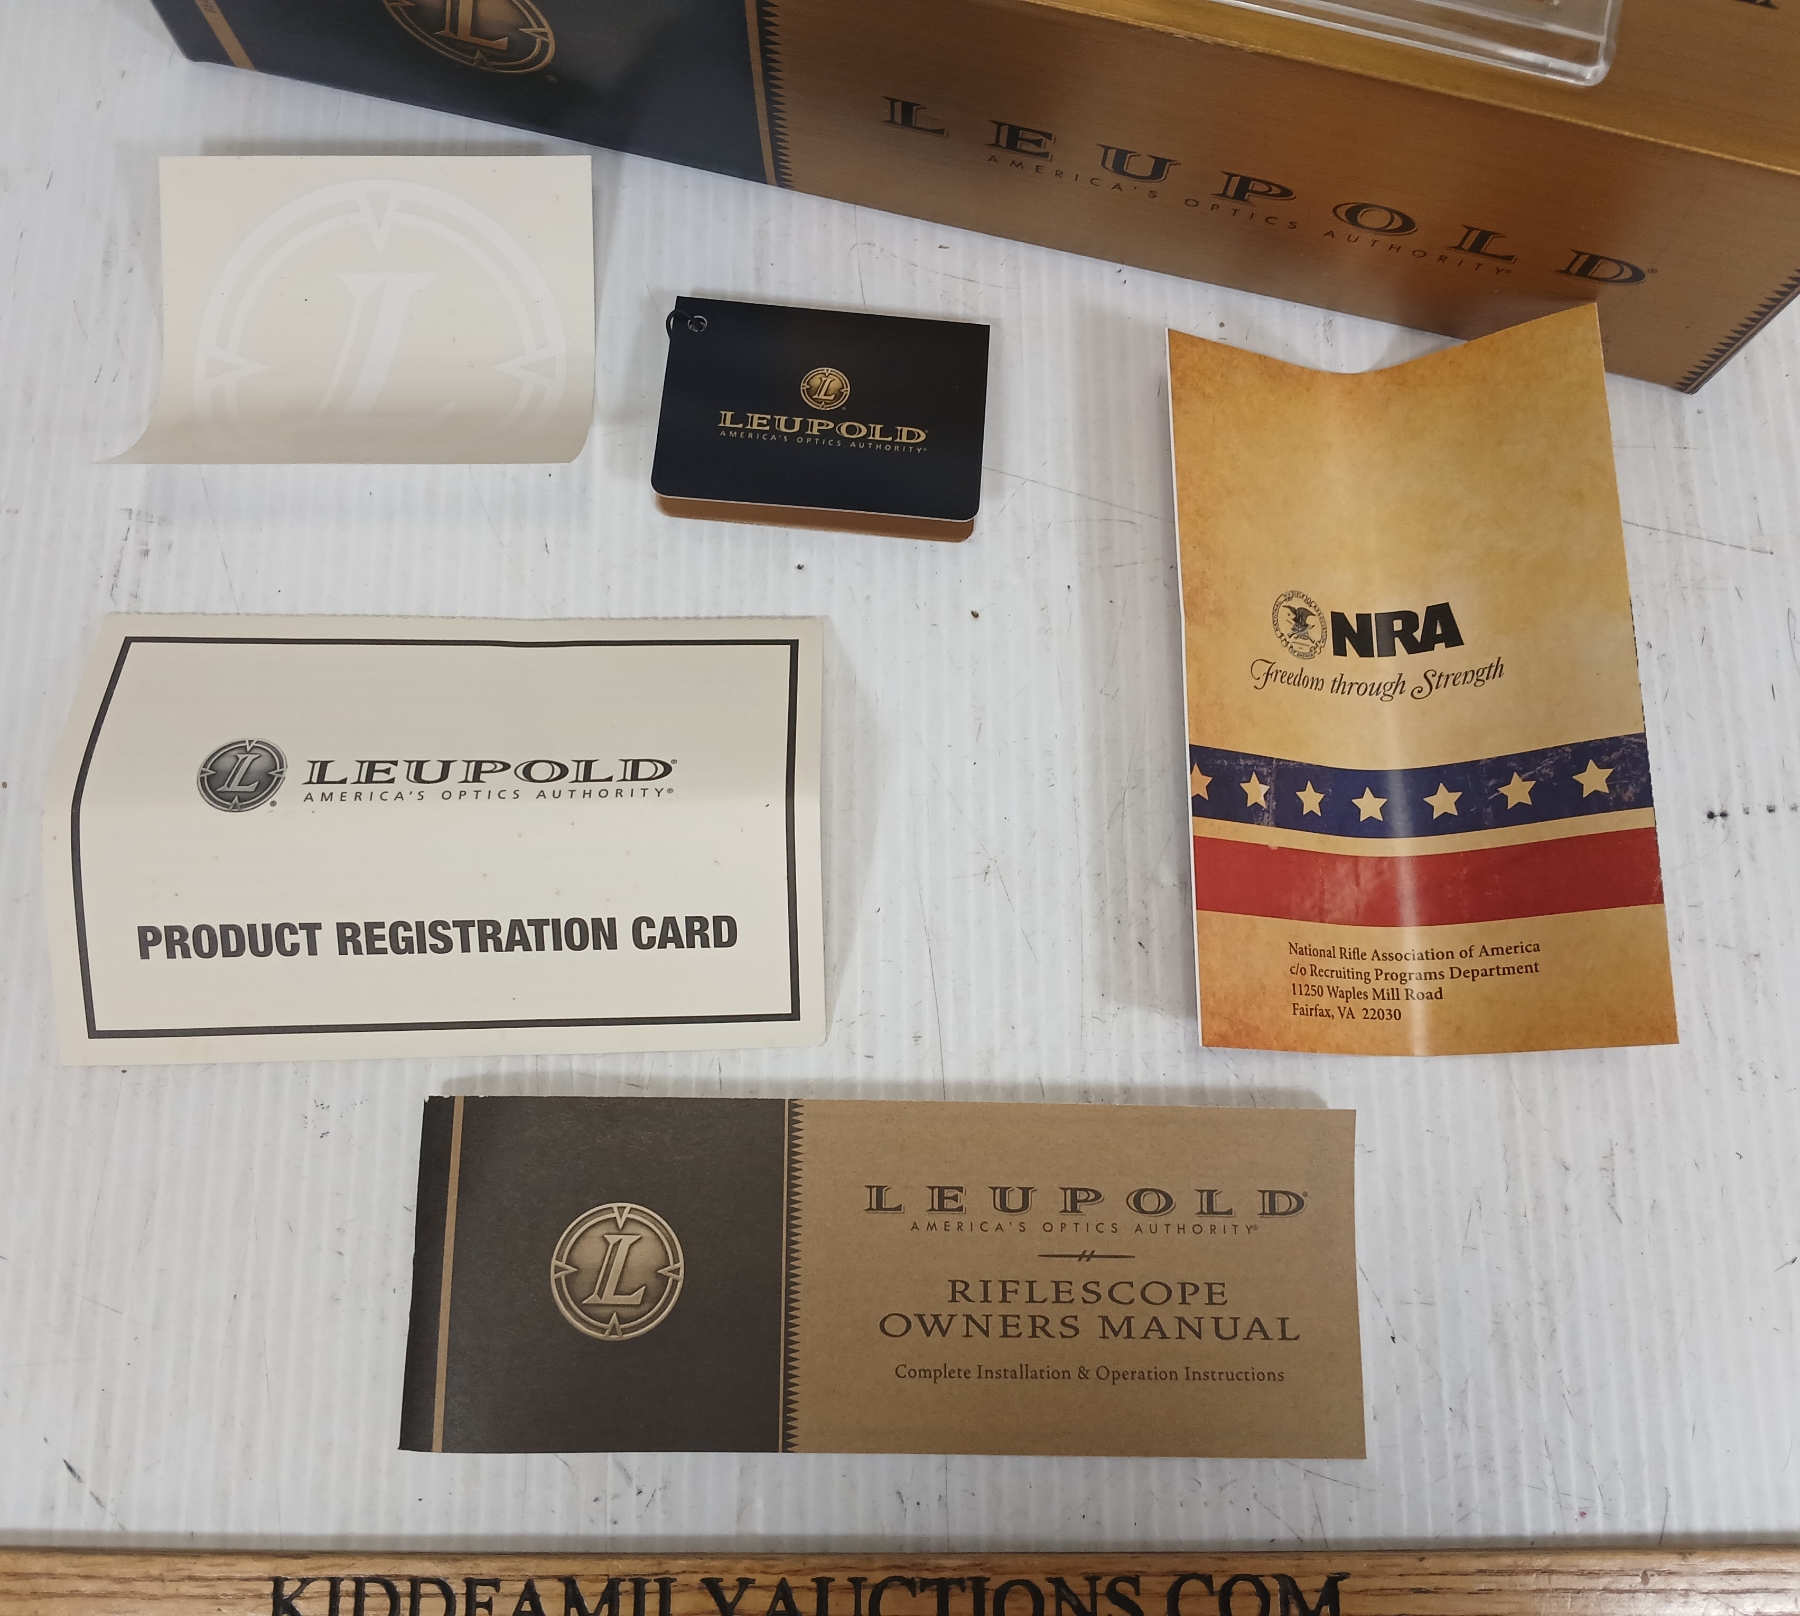 L
LEUPOLD®
AMERICA'S OPTICS AUTHORITY®
L
L
LEUPOLD®
AMERICA'S OPTICS AUTHORITY®
NRA
Freedom through Strength
National Rifle Association of America
c/o Recruiting Programs Department
11250 Waples Mill Road
Fairfax, VA 22030
L
LEUPOLD®
AMERICA'S OPTICS AUTHORITY®
PRODUCT REGISTRATION CARD
L
LEUPOLD®
AMERICA'S OPTICS AUTHORITY®
RIFLESCOPE
OWNERS MANUAL
Complete Installation & Operation Instructions
KIDDFAMILYAUCTIONS.COM